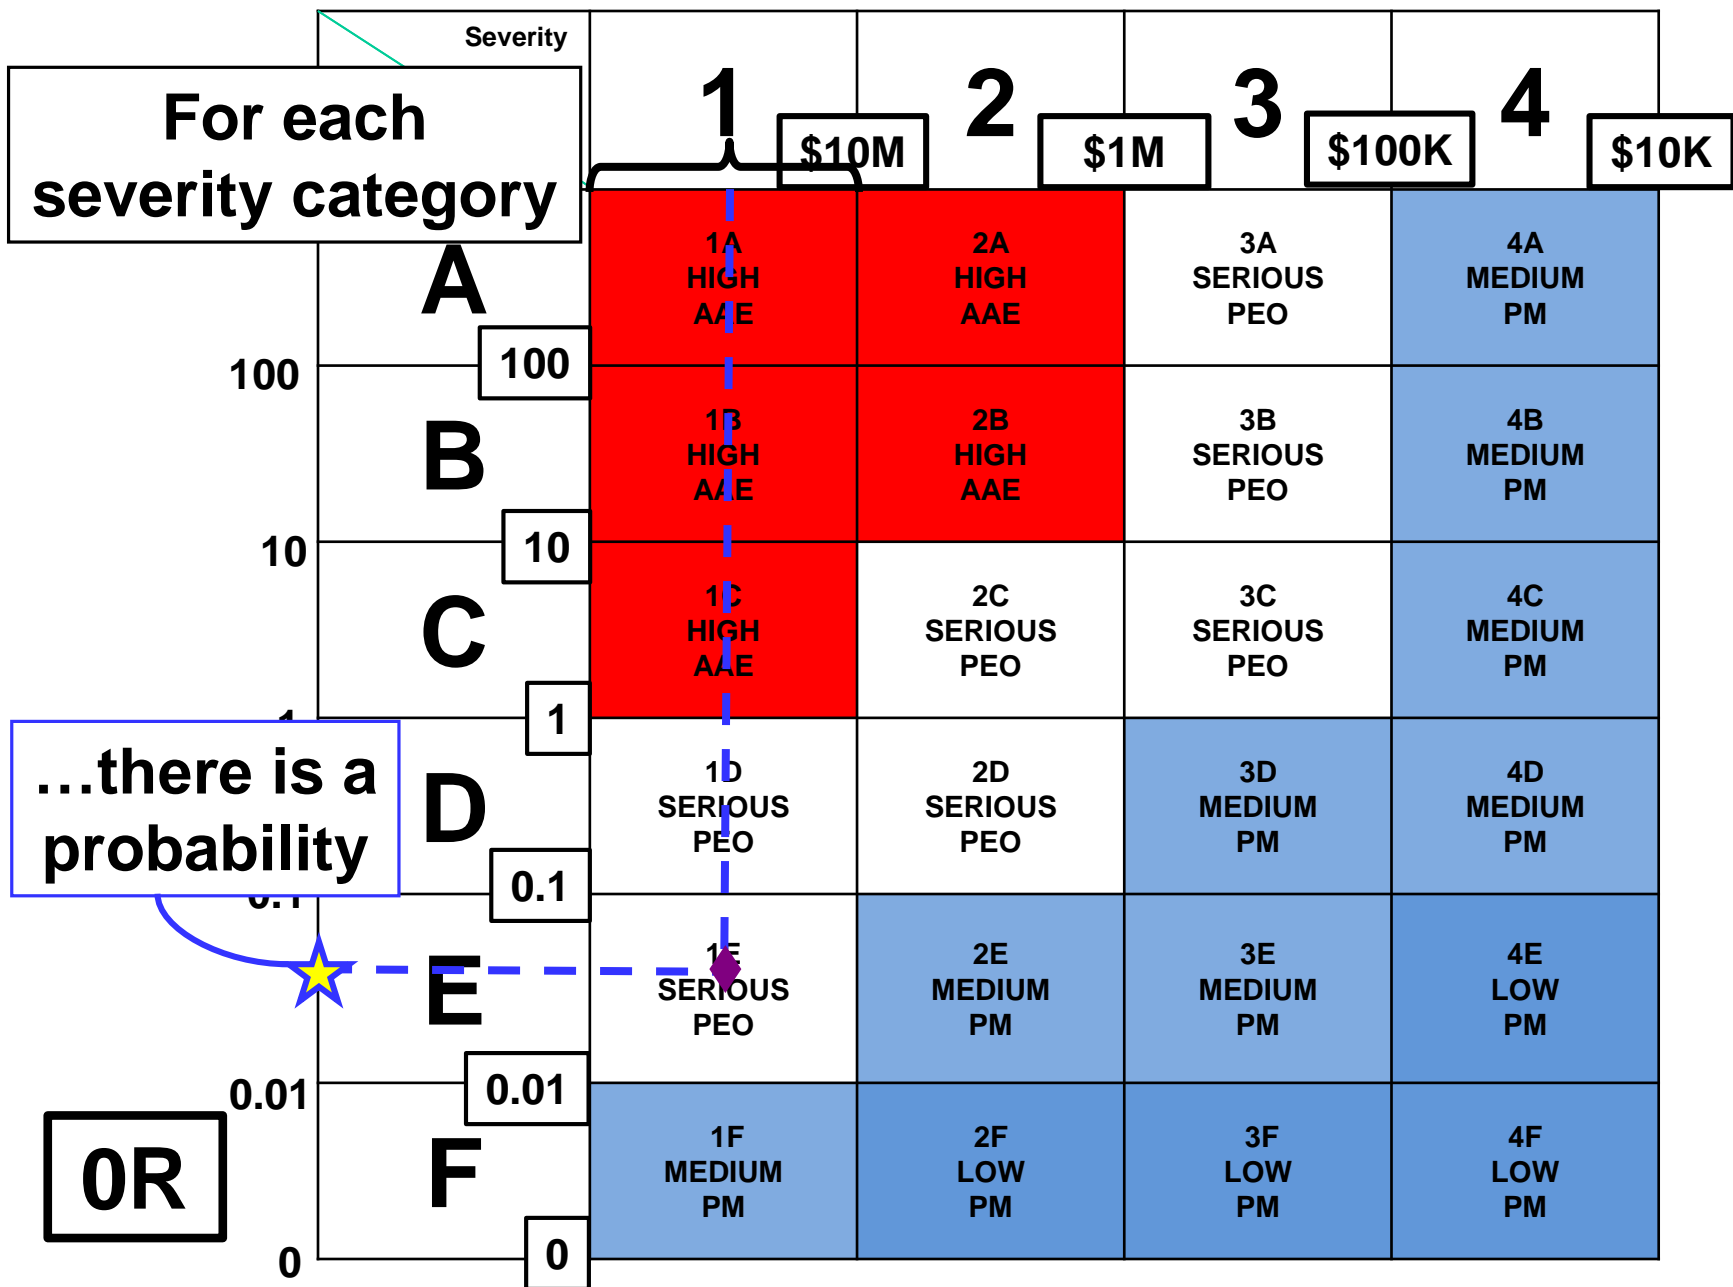 Severity
For each
severity category
1
2
3
4
$10M
$1M
$100K
$10K
A
1A
HIGH
AAE
2A
HIGH
AAE
3A
SERIOUS
PEO
4A
MEDIUM
PM
100
100
B
1B
HIGH
AAE
2B
HIGH
AAE
3B
SERIOUS
PEO
4B
MEDIUM
PM
10
10
C
1C
HIGH
AAE
2C
SERIOUS
PEO
3C
SERIOUS
PEO
4C
MEDIUM
PM
1
1
...there is a
probability
D
1D
SERIOUS
PEO
2D
SERIOUS
PEO
3D
MEDIUM
PM
4D
MEDIUM
PM
0.1
0.1
E
1E
SERIOUS
PEO
2E
MEDIUM
PM
3E
MEDIUM
PM
4E
LOW
PM
0.01
0.01
0R
F
1F
MEDIUM
PM
2F
LOW
PM
3F
LOW
PM
4F
LOW
PM
0
0